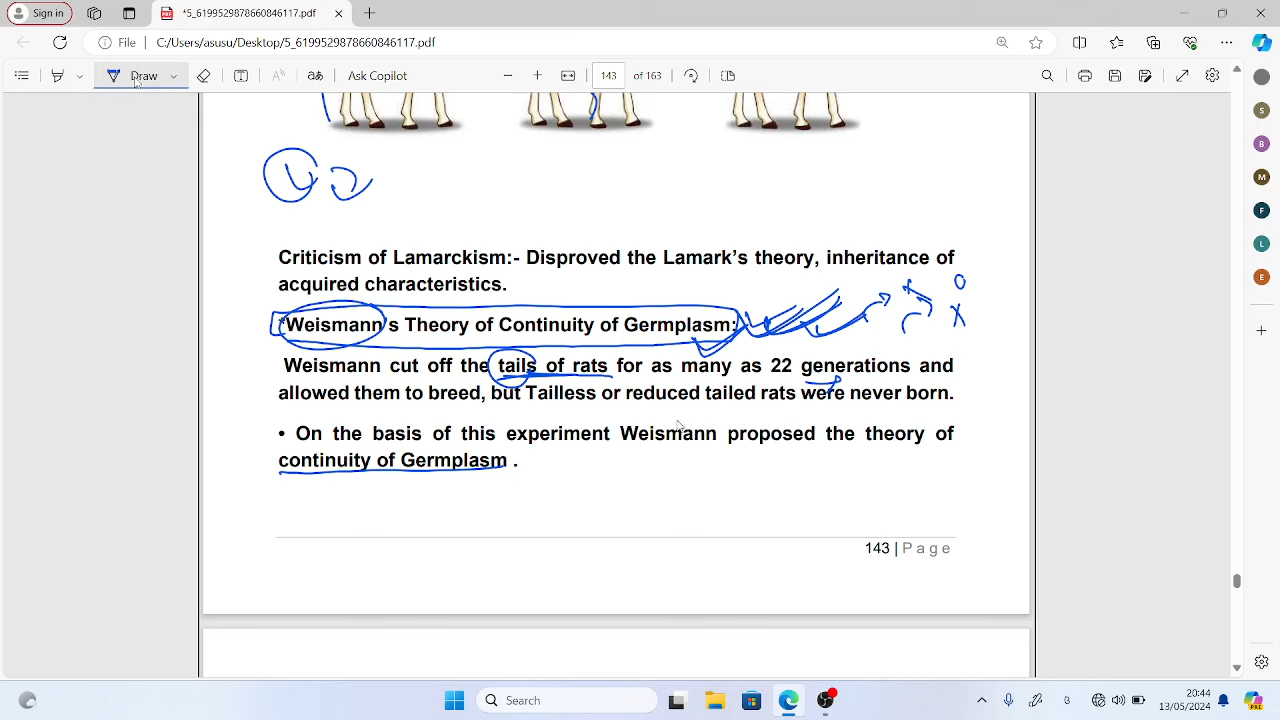 Sign in
*5_6199529878660846117.pdf
File
C:/Users/asusu/Desktop/5_6199529878660846117.pdf
Draw
Ask Copilot
143 of 163
Criticism of Lamarckism:- Disproved the Lamark's theory, inheritance of
acquired characteristics.
*Weismann's Theory of Continuity of Germplasm:
Weismann cut off the tails of rats for as many as 22 generations and
allowed them to breed, but Tailless or reduced tailed rats were never born.
• On the basis of this experiment Weismann proposed the theory of
continuity of Germplasm .
143 | Page
S
B
M
F
L
E
Search
20:44
13/05/2024